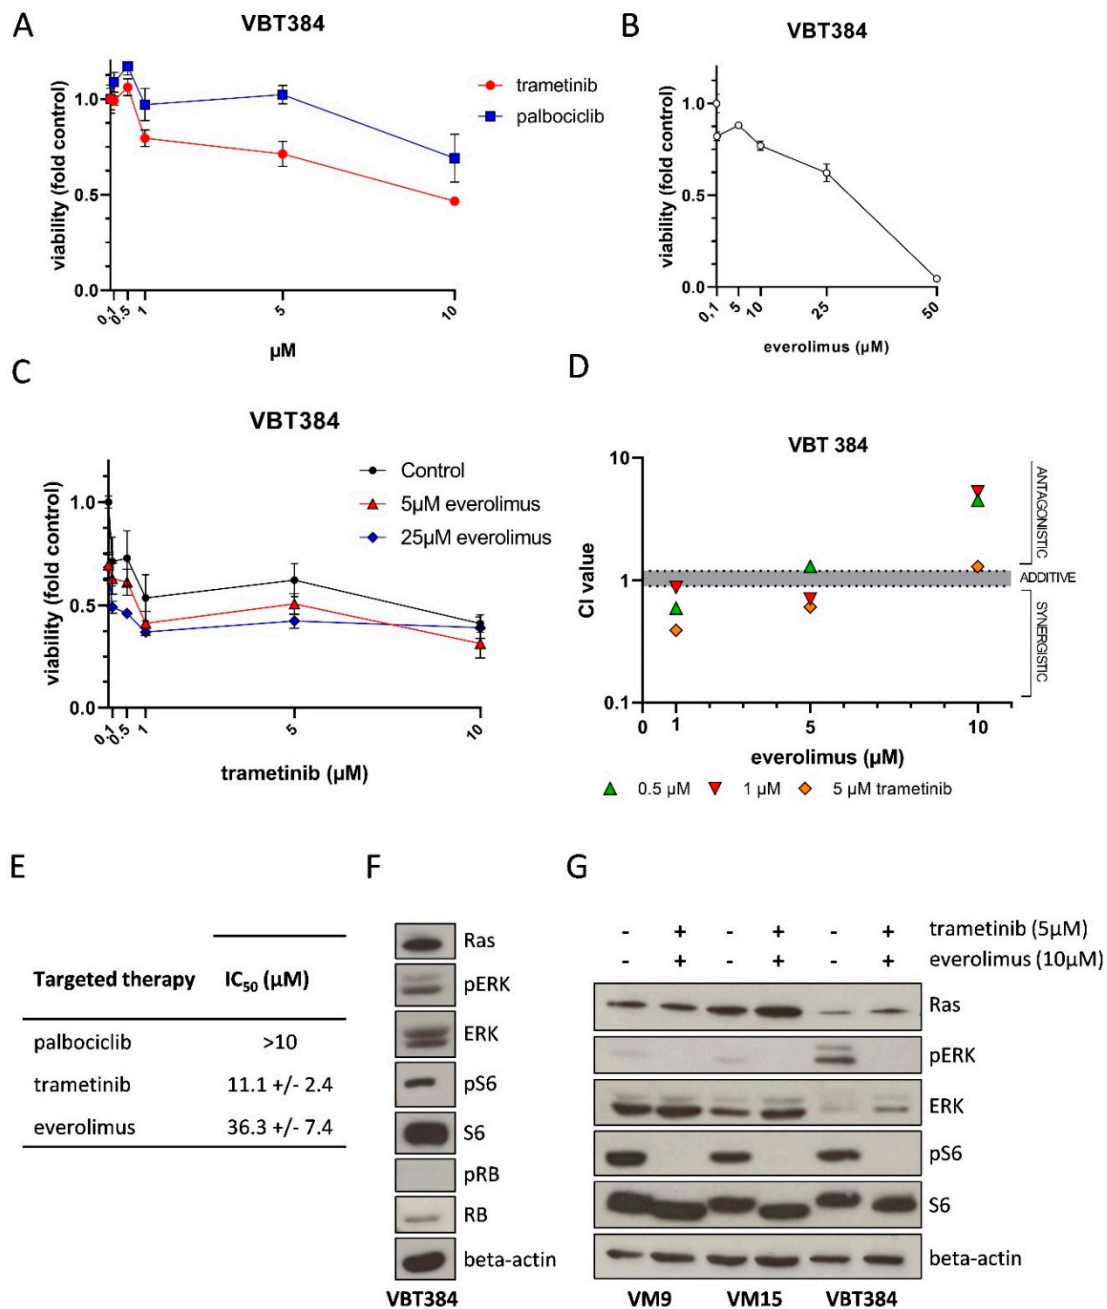 A
VBT384
viability (fold control)
1.0
0.5
0.0
0.1
0.5
1
5
10
µM
trametinib
palbociclib
B
VBT384
viability (fold control)
1.0
0.5
0.0
0,1
5
10
25
50
everolimus (µM)
C
VBT384
viability (fold control)
1.0
0.5
0.0
0.1
0.5
1
5
10
trametinib (µM)
Control
5µM everolimus
25µM everolimus
D
VBT 384
CI value
10
1
0.1
0
1
5
10
everolimus (µM)
ANTAGONISTIC
ADDITIVE
SYNERGISTIC
0.5 µM
1 µM
5 µM trametinib
E
Targeted therapy IC50 (µM)
palbociclib >10
trametinib 11.1 +/- 2.4
everolimus 36.3 +/- 7.4
F
Ras
pERK
ERK
pS6
S6
pRB
RB
beta-actin
VBT384
G
- + - + - + trametinib (5µM)
- + - + - + everolimus (10µM)
Ras
pERK
ERK
pS6
S6
beta-actin
VM9 VM15 VBT384